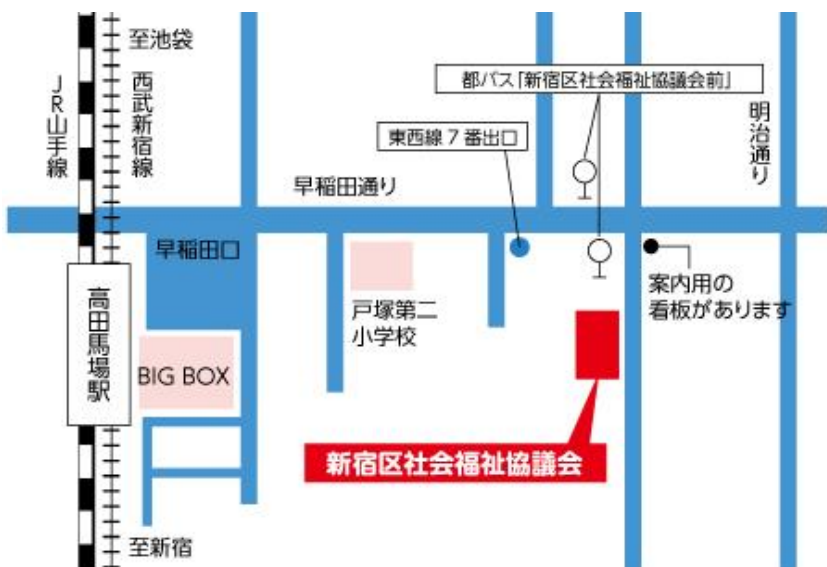 至池袋
JR山手線
西武新宿線
都バス「新宿区社会福祉協議会前」
東西線7番出口
明治通り
早稲田通り
早稲田口
戸塚第二
小学校
案内用の
看板があります
高田馬場駅
BIG BOX
新宿区社会福祉協議会
至新宿